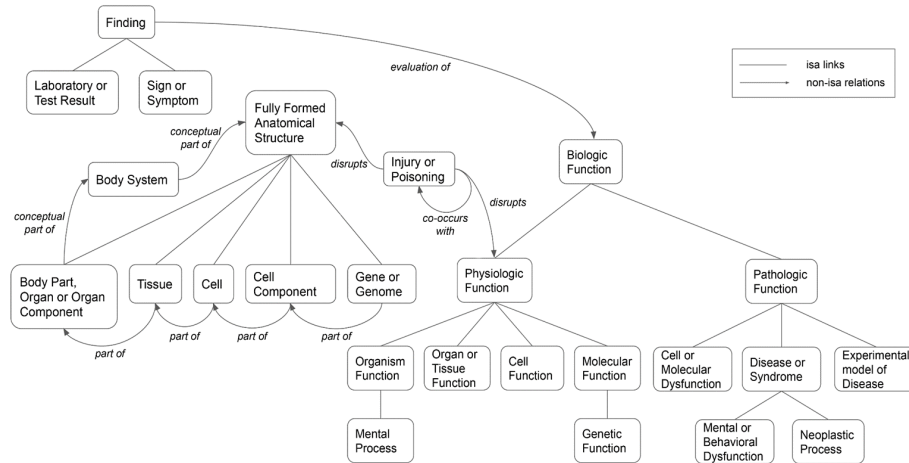 Finding
isa links
non-isa relations
evaluation of
Laboratory or
Test Result
Sign or
Symptom
Fully Formed
Anatomical
Structure
conceptual
part of
Body System
disrupts
Injury or
Poisoning
Biologic
Function
co-occurs
with
disrupts
conceptual
part of
Body Part,
Organ or Organ
Component
Tissue
Cell
Cell
Component
Gene or
Genome
part of
part of
part of
part of
Physiologic
Function
Pathologic
Function
Organism
Function
Organ or
Tissue
Function
Cell
Function
Molecular
Function
Cell or
Molecular
Dysfunction
Disease or
Syndrome
Experimental
model of
Disease
Mental
Process
Genetic
Function
Mental or
Behavioral
Dysfunction
Neoplastic
Process